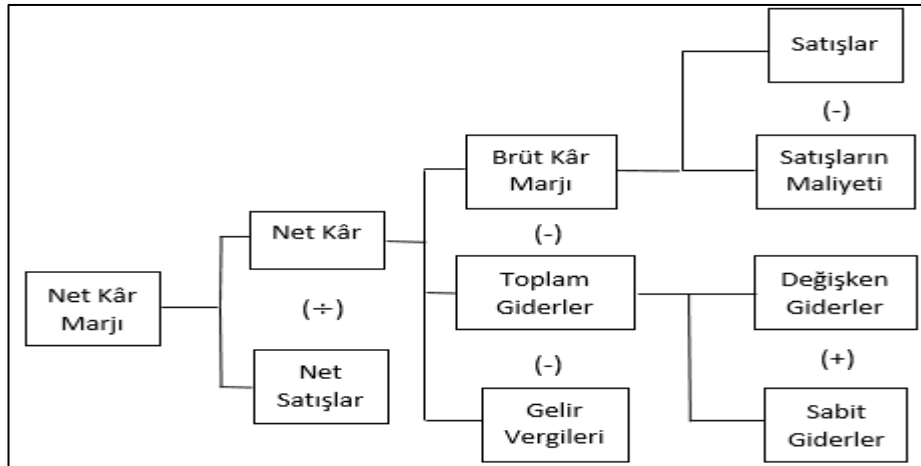 Satışlar
(-)
Brüt Kâr
Marjı
Satışların
Maliyeti
Net Kâr
(-)
Net Kâr
Marjı
(÷)
Toplam
Giderler
Değişken
Giderler
(-)
(+)
Net
Satışlar
Gelir
Vergileri
Sabit
Giderler